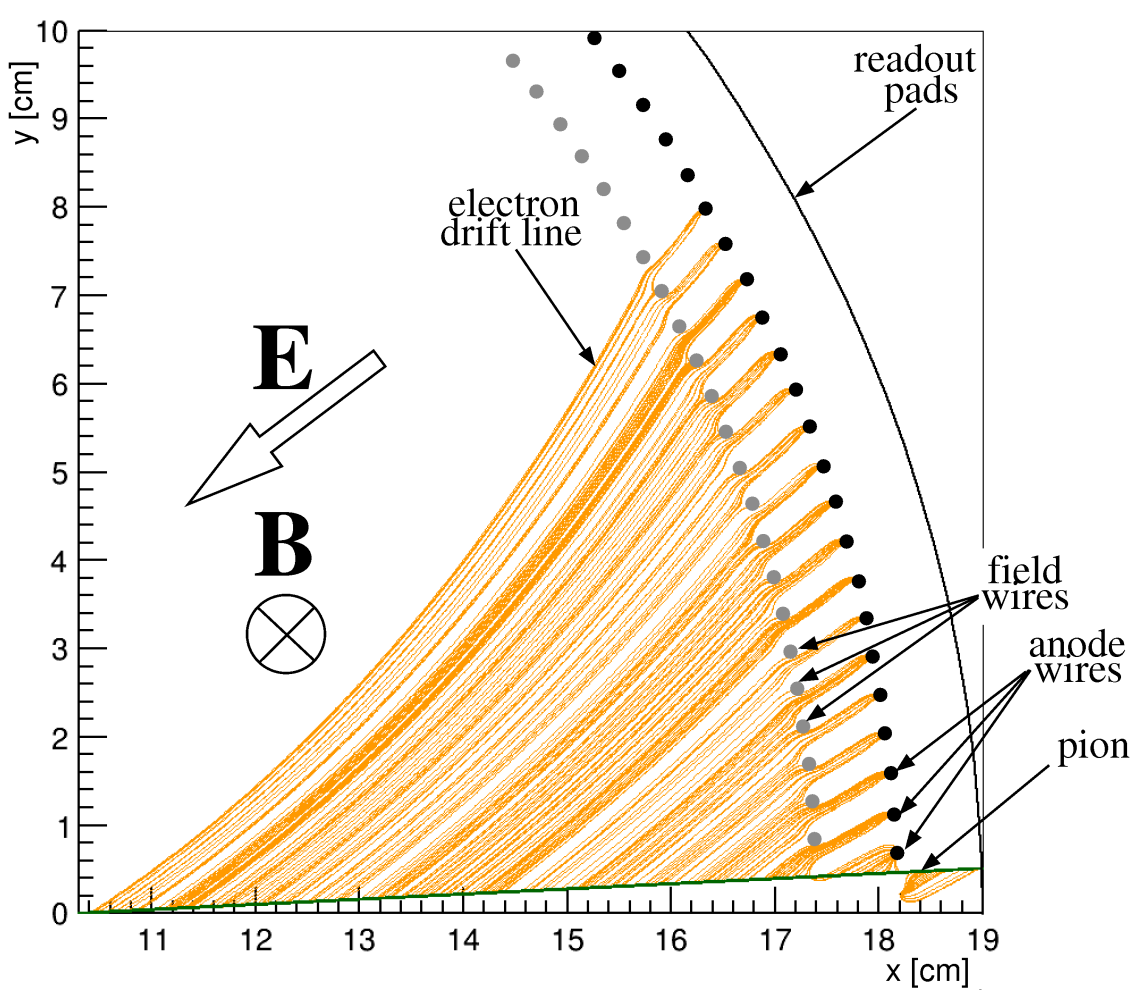 10
9
8
7
6
5
4
3
2
1
0
y [cm]
readout
pads
electron
drift line
E
B
field
wires
anode
wires
pion
11 12 13 14 15 16 17 18 19
x [cm]